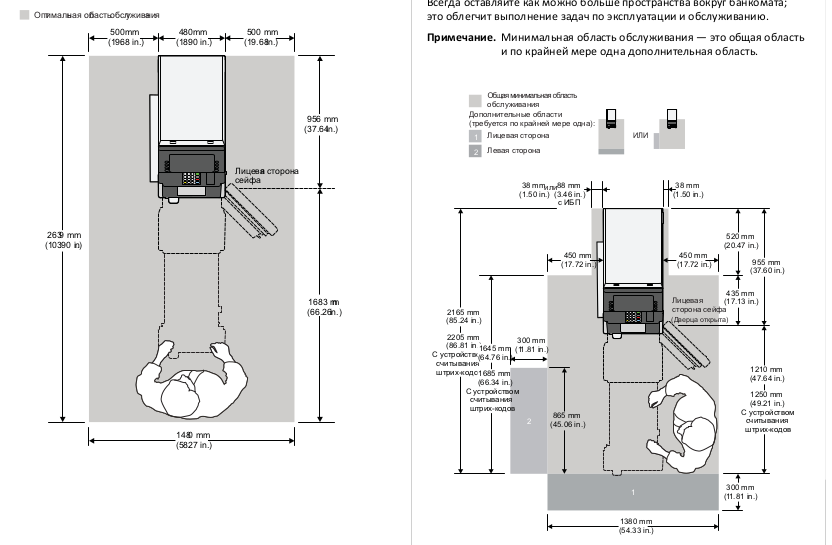 Оптимальная область обслуживания
500mm
(1968 in.)
480mm
(1890 in.)
500 mm
(19.68in.)
956 mm
(37.64in.)
Лицевая сторона
сейфа
2639 mm
(10390 in)
1683 m
(66.26in.)
1480 mm
(5827 in.)
Всегда оставляйте как можно больше пространства вокруг банкомата;
это облегчит выполнение задач по эксплуатации и обслуживанию.
Примечание. Минимальная область обслуживания — это общая область
и по крайней мере одна дополнительная область.
Общая минимальная область
обслуживания
Дополнительные области
(требуется по крайней мере одна):
1 Лицевая сторона
2 Левая сторона
ИЛИ
38 mm
(1.50 in.)
или
88 mm
(3.46 in.)
с ИБП
38 mm
(1.50 in.)
450 mm
(17.72 in.)
450 mm
(17.72 in.)
520 mm
(20.47 in.)
955 mm
(37.60 in.)
435 mm
(17.13 in.)
Лицевая
сторона сейфа
(Дверца открыта)
2165 mm
(85.24 in.)
2205 mm
(86.81 in
С устройств
считывания
штрих-кодов
1645 mm
(64.76 in.)
1685 mm
(66.34 in.)
С устройством
считывания
штрих-кодов
300 mm
(11.81 in.)
865 mm
(45.06 in.)
2
1210 mm
(47.64 in.)
1250 mm
(49.21 in.)
С устройством
считывания
штрих-кодов
1
300 mm
(11.81 in.)
1380 mm
(54.33 in.)